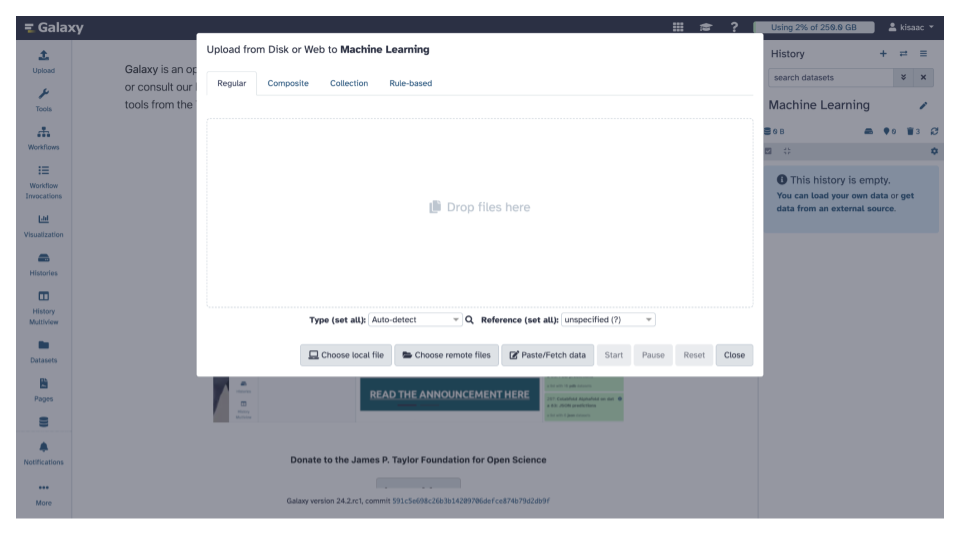 Galaxy
?
Using 2% of 250.0 GB
kisaac
Upload
Tools
Workflows
Workflow
Invocations
Visualization
Histories
History
Multiview
Datasets
Pages
Notifications
More
Galaxy is an op
or consult our
tools from the
Upload from Disk or Web to Machine Learning
Regular
Composite
Collection
Rule-based
Drop files here
Type (set all):
Auto-detect
Reference (set all):
unspecified (?)
Choose local file
Choose remote files
Paste/Fetch data
Start
Pause
Reset
Close
READ THE ANNOUNCEMENT HERE
Donate to the James P. Taylor Foundation for Open Science
Galaxy version 24.2.rc1, commit 591c5e698c26b3b14209706defce874b79d2db9f
History
search datasets
Machine Learning
0 B
0
3
This history is empty.
You can load your own data or get
data from an external source.